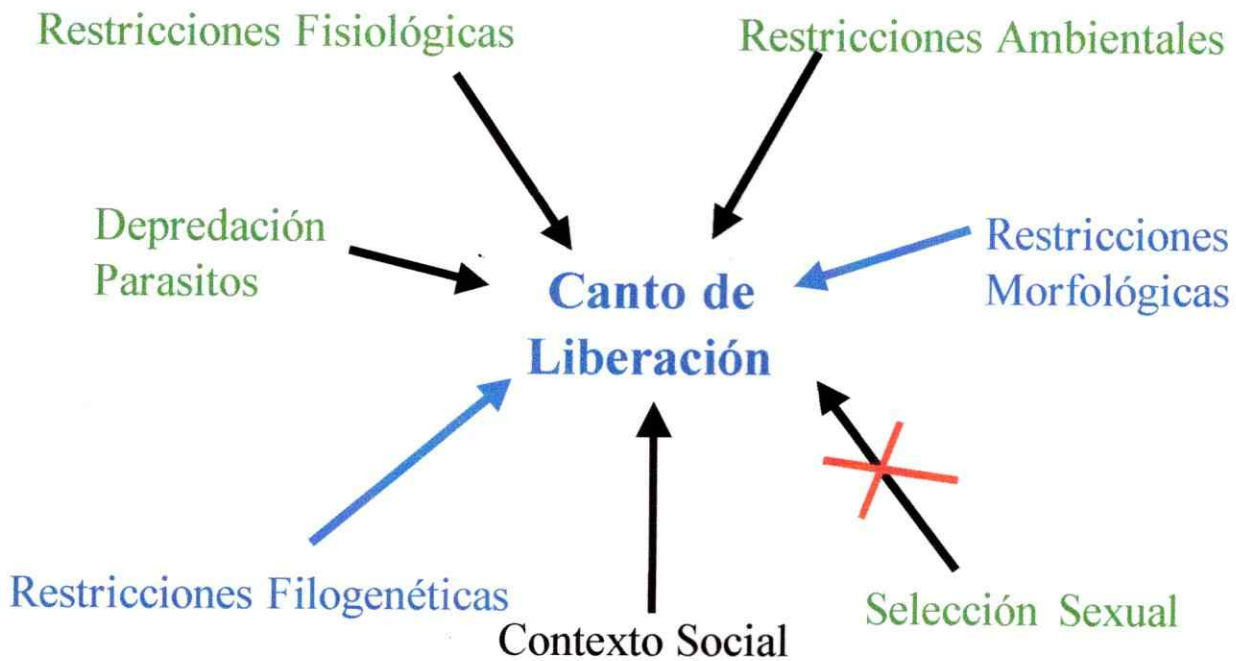 Restricciones Fisiológicas
Restricciones Ambientales
Depredación
Parasitos
Restricciones
Morfológicas
Canto de
Liberación
Restricciones Filogenéticas
Contexto Social
Selección Sexual